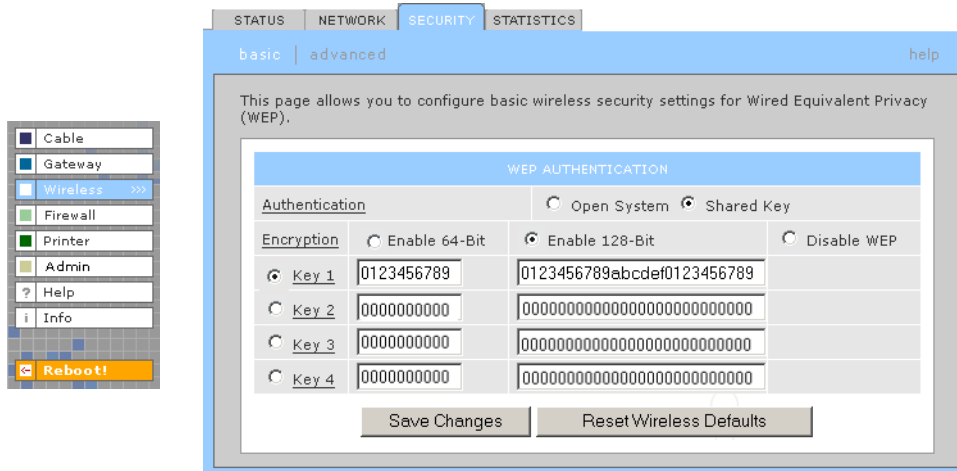 STATUS NETWORK SECURITY STATISTICS
basic | advanced help
This page allows you to configure basic wireless security settings for Wired Equivalent Privacy
(WEP).
Cable
Gateway
Wireless >>>
Firewall
Printer
Admin
? Help
i Info
Reboot!
WEP AUTHENTICATION
Authentication Open System Shared Key
Encryption Enable 64-Bit Enable 128-Bit Disable WEP
Key 1 0123456789 0123456789abcdef0123456789
Key 2 0000000000 00000000000000000000000000
Key 3 0000000000 00000000000000000000000000
Key 4 0000000000 00000000000000000000000000
Save Changes Reset Wireless Defaults